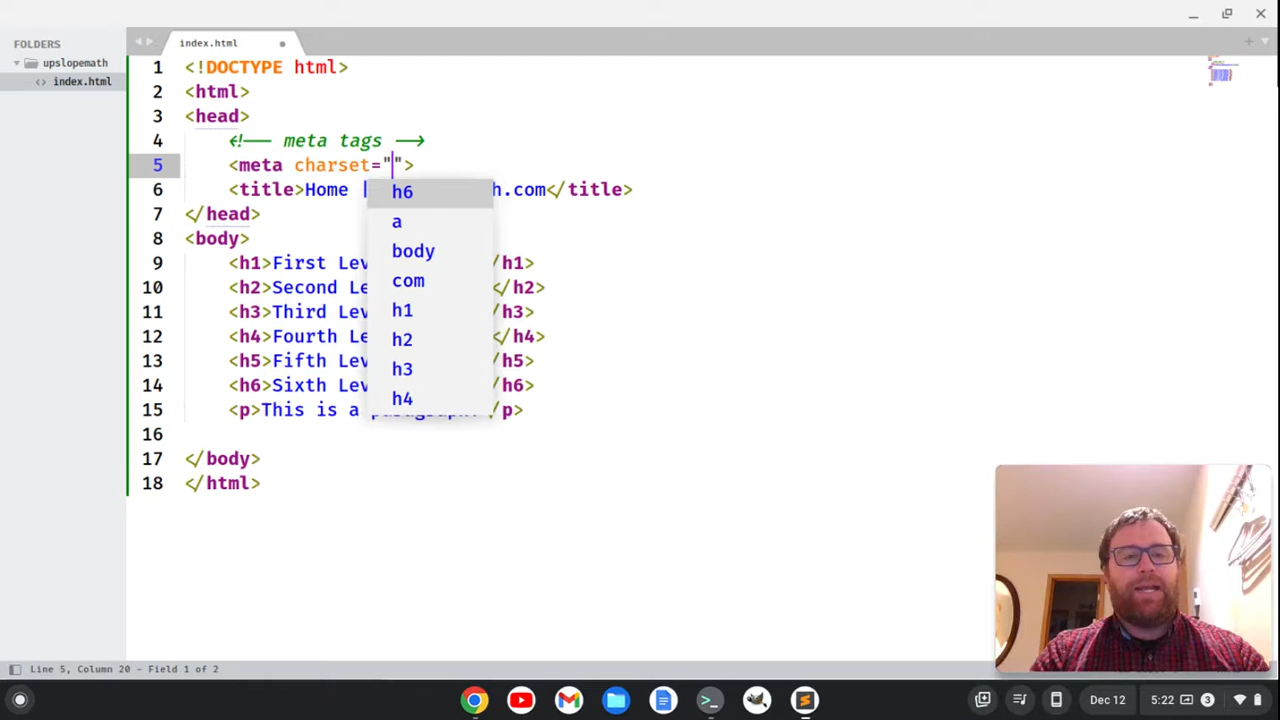 FOLDERS
upslopemath
<> index.html
index.html
1 <!DOCTYPE html>
2 <html>
3 <head>
4 <!-- meta tags -->
5 <meta charset="">
6 <title>Home | h.com</title>
7 </head>
8 <body>
9 <h1>First Lev </h1>
10 <h2>Second Le </h2>
11 <h3>Third Lev </h3>
12 <h4>Fourth Le </h4>
13 <h5>Fifth Lev </h5>
14 <h6>Sixth Lev </h6>
15 <p>This is a </p>
16
17 </body>
18 </html>
h6
a
body
com
h1
h2
h3
h4
Line 5, Column 20 - Field 1 of 2
Dec 12
5:22
3